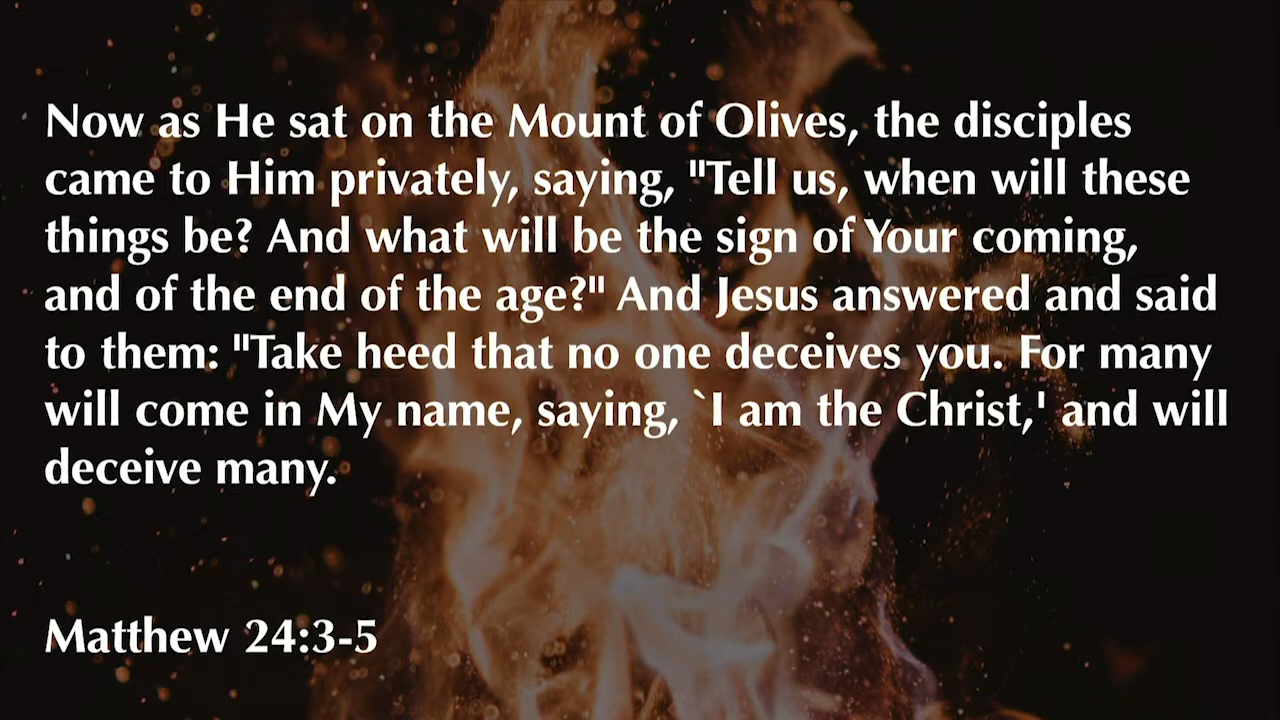 Now as He sat on the Mount of Olives, the disciples
came to Him privately, saying, "Tell us, when will these
things be? And what will be the sign of Your coming,
and of the end of the age?" And Jesus answered and said
to them: "Take heed that no one deceives you. For many
will come in My name, saying, `I am the Christ,' and will
deceive many.
Matthew 24:3-5